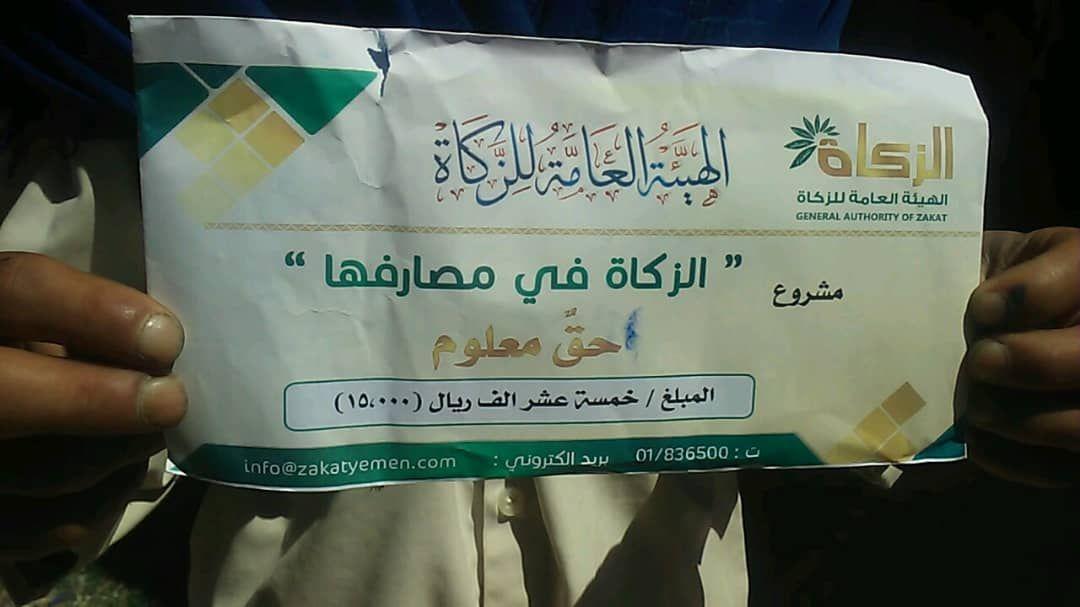 الهيئة العامة للزكاة
الزكاة
الهيئة العامة للزكاة
GENERAL AUTHORITY OF ZAKAT
مشروع
" الزكاة في مصارفها "
حقٌ معلوم
المبلغ / خمسة عشر الف ريال (١٥،٠٠٠)
ت : 01/836500 بريد الكتروني : info@zakatyemen.com